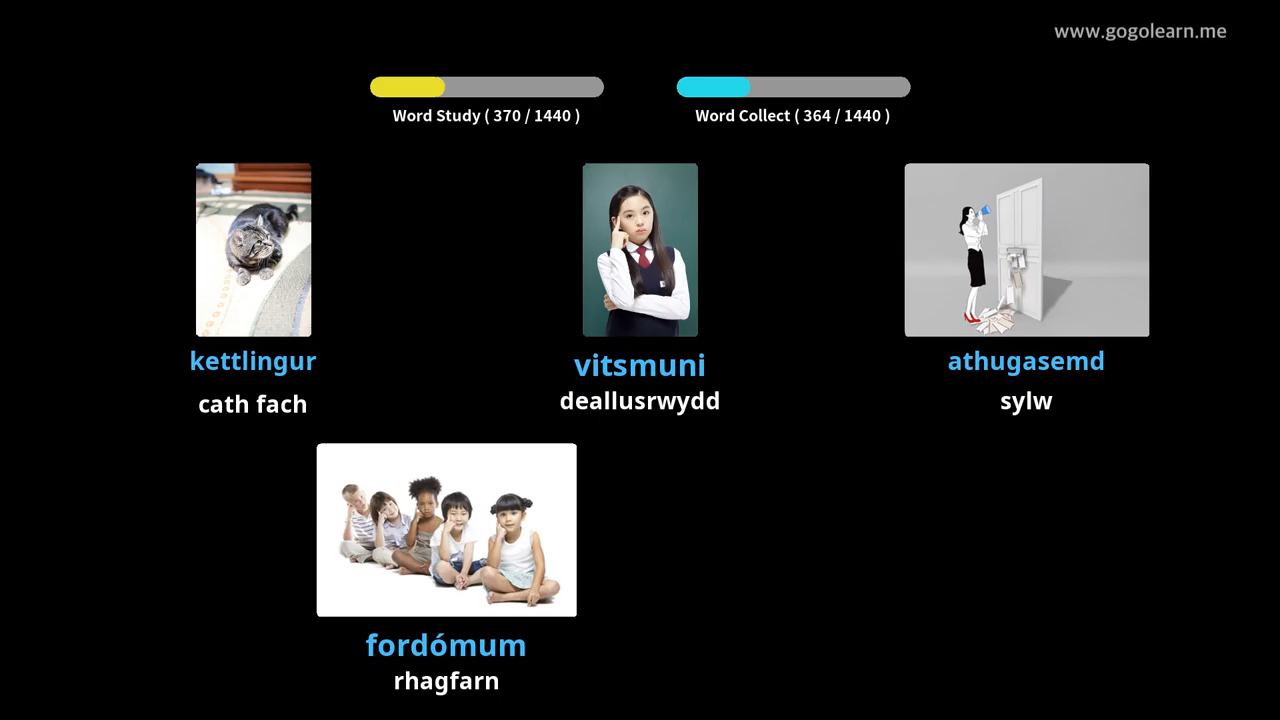 www.gogolearn.me
Word Study ( 370 / 1440 )
Word Collect ( 364 / 1440 )
kettlingur
cath fach
vitsmuni
deallusrwydd
athugasemd
sylw
fordómum
rhagfarn